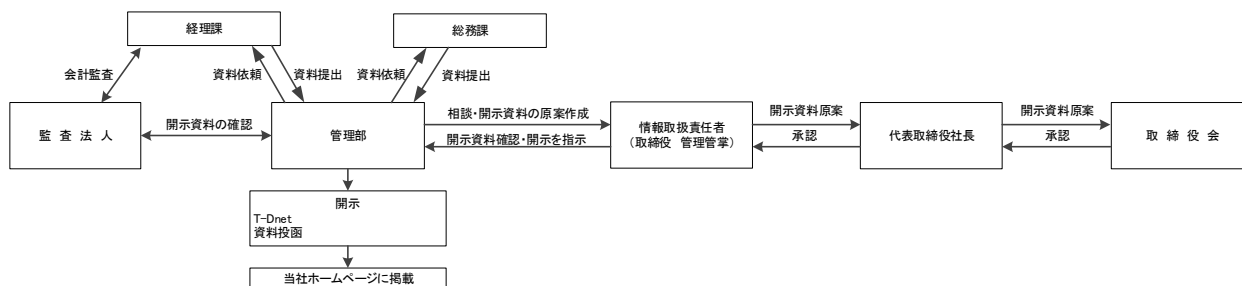 経理課
総務課
会計監査
資料依頼
資料提出
資料依頼
資料提出
監査法人
開示資料の確認
管理部
相談・開示資料の原案作成
開示資料確認・開示を指示
情報取扱責任者
(取締役 管理管掌)
開示資料原案
承認
代表取締役社長
開示資料原案
承認
取締役会
開示
T-Dnet
資料投函
当社ホームページに掲載